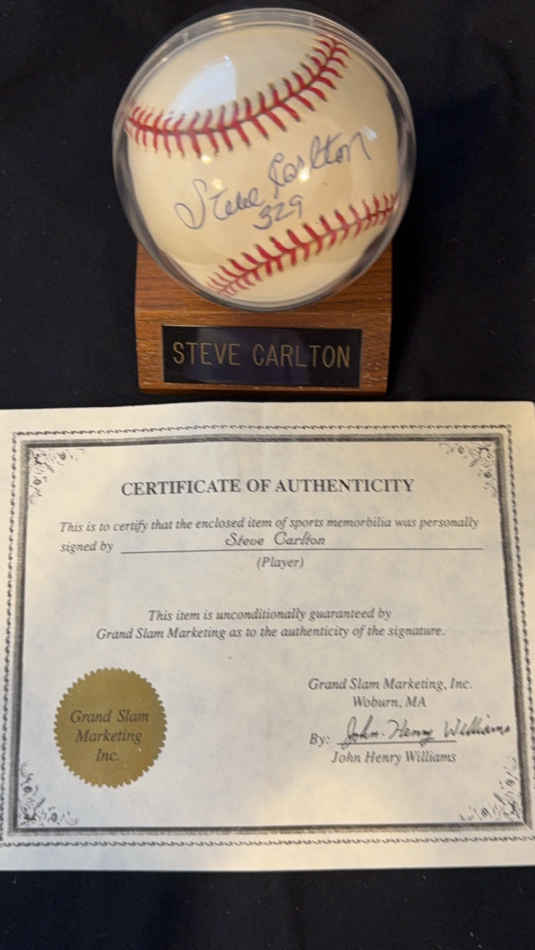 Steve Carlton
329
STEVE CARLTON
CERTIFICATE OF AUTHENTICITY
This is to certify that the enclosed item of sports memorbilia was personally
signed by Steve Carlton
(Player)
This item is unconditionally guaranteed by
Grand Slam Marketing as to the authenticity of the signature.
Grand Slam
Marketing
Inc.
Grand Slam Marketing, Inc.
Woburn, MA
By: John Henry Williams
John Henry Williams